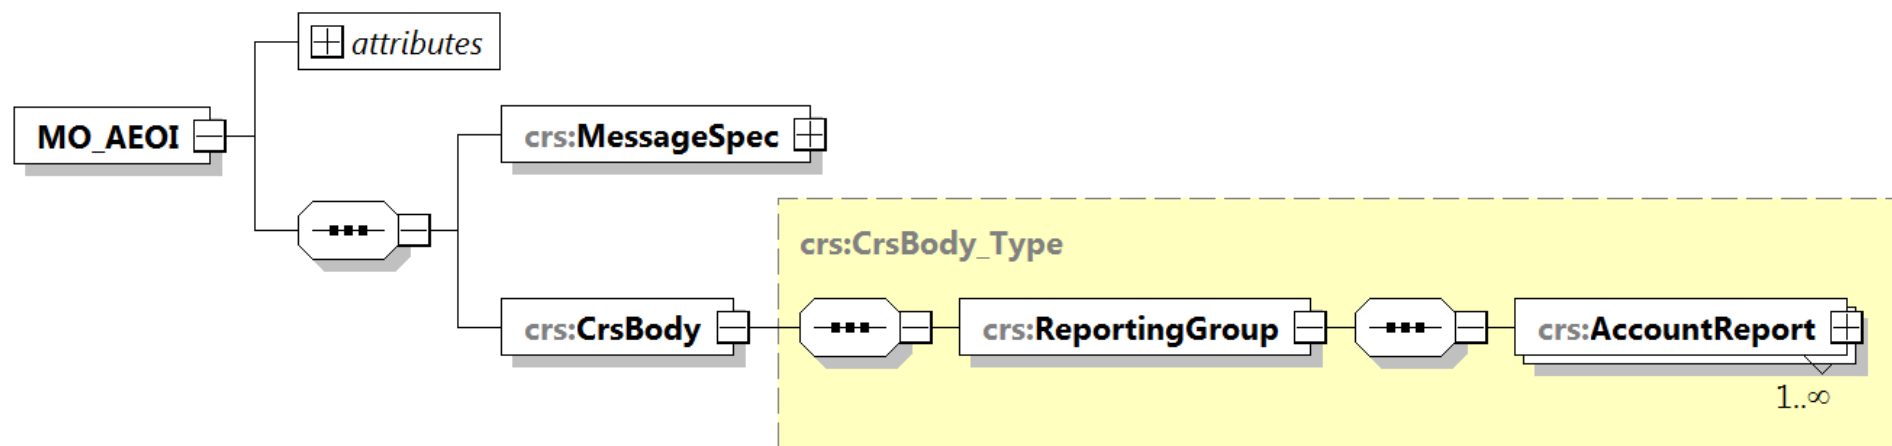 attributes
MO_AEOI
crs:MessageSpec
crs:CrsBody_Type
crs:CrsBody
crs:ReportingGroup
crs:AccountReport
1..∞